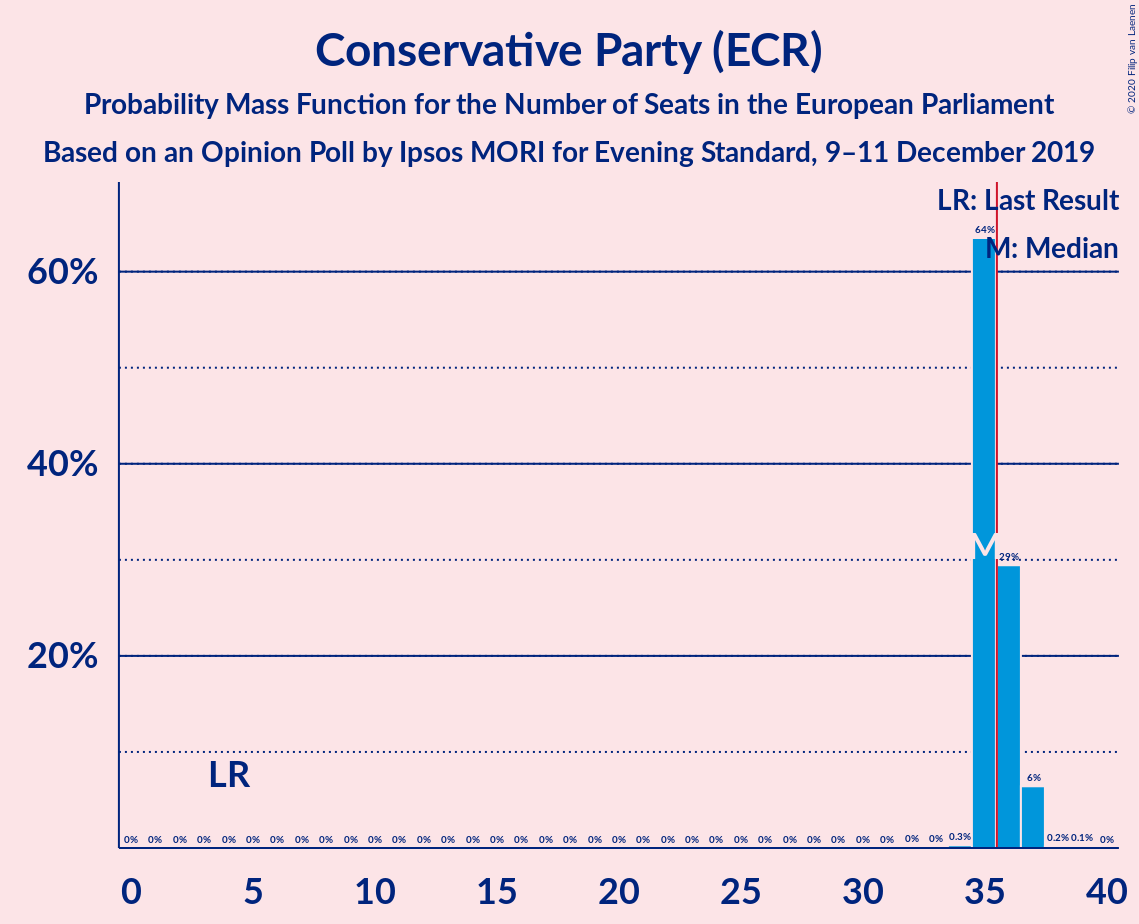 © 2020 Filip van Laenen
Conservative Party (ECR)
Probability Mass Function for the Number of Seats in the European Parliament
Based on an Opinion Poll by Ipsos MORI for Evening Standard, 9–11 December 2019
LR: Last Result
M: Median
60%
40%
20%
64%
M
29%
LR
6%
0% 0% 0% 0% 0% 0% 0% 0% 0% 0% 0% 0% 0% 0% 0% 0% 0% 0% 0% 0% 0% 0% 0% 0% 0% 0% 0% 0% 0% 0% 0% 0% 0% 0% 0.3% 0.2% 0.1% 0%
0 5 10 15 20 25 30 35 40